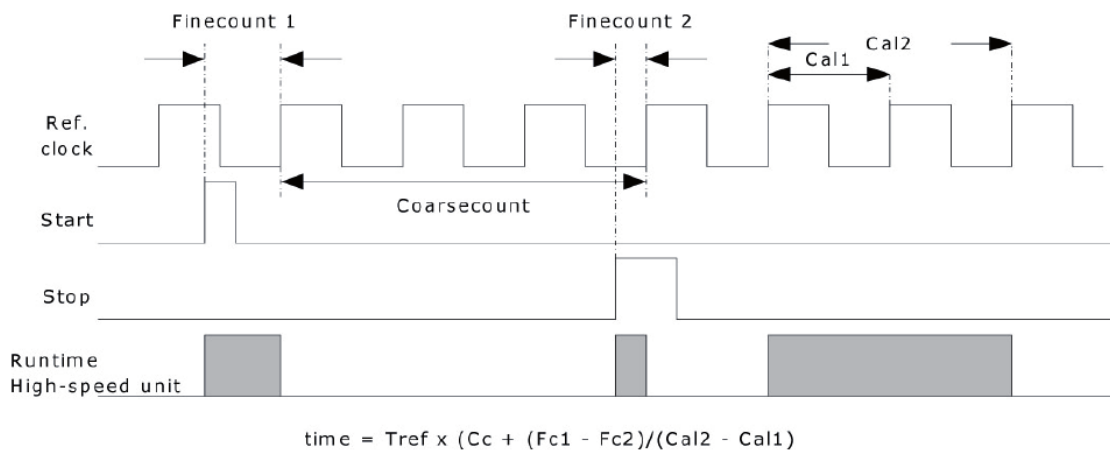 Finecount 1
Finecount 2
Cal2
Cal1
Ref.
clock
Coarsecount
Start
Stop
Runtime
High-speed unit
time = Tref x (Cc + (Fc1 - Fc2)/(Cal2 - Cal1)